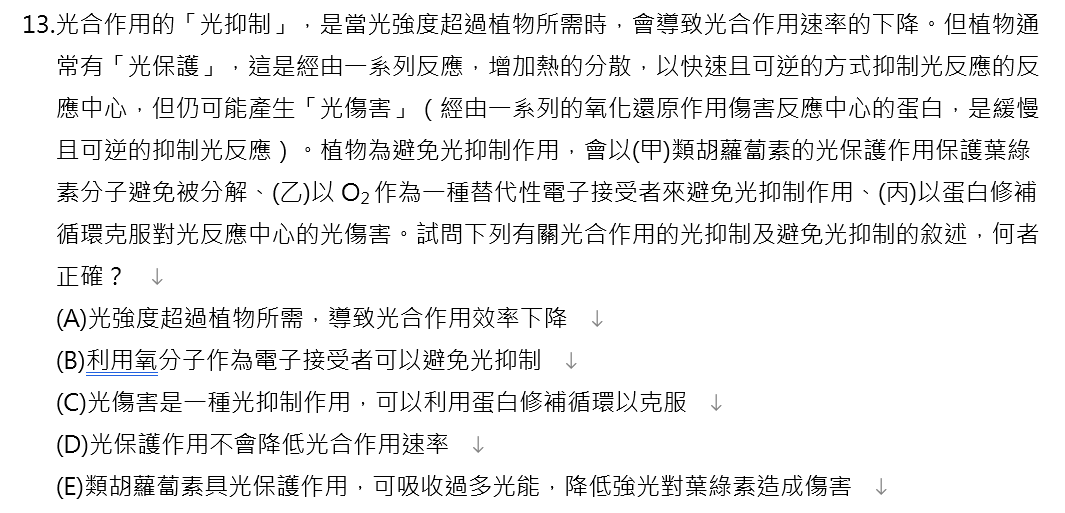 13.光合作用的「光抑制」，是當光強度超過植物所需時，會導致光合作用速率的下降。但植物通
常有「光保護」，這是經由一系列反應，增加熱的分散，以快速且可逆的方式抑制光反應的反
應中心，但仍可能產生「光傷害」（經由一系列的氧化還原作用傷害反應中心的蛋白，是緩慢
且可逆的抑制光反應）。植物為避免光抑制作用，會以(甲)類胡蘿蔔素的光保護作用保護葉綠
素分子避免被分解、(乙)以 O₂作為一種替代性電子接受者來避免光抑制作用、(丙)以蛋白修補
循環克服對光反應中心的光傷害。試問下列有關光合作用的光抑制及避免光抑制的敘述，何者
正確？ ↓
(A)光強度超過植物所需，導致光合作用效率下降 ↓
(B)利用氧分子作為電子接受者可以避免光抑制 ↓
(C)光傷害是一種光抑制作用，可以利用蛋白修補循環以克服 ↓
(D)光保護作用不會降低光合作用速率 ↓
(E)類胡蘿蔔素具光保護作用，可吸收過多光能，降低強光對葉綠素造成傷害 ↓